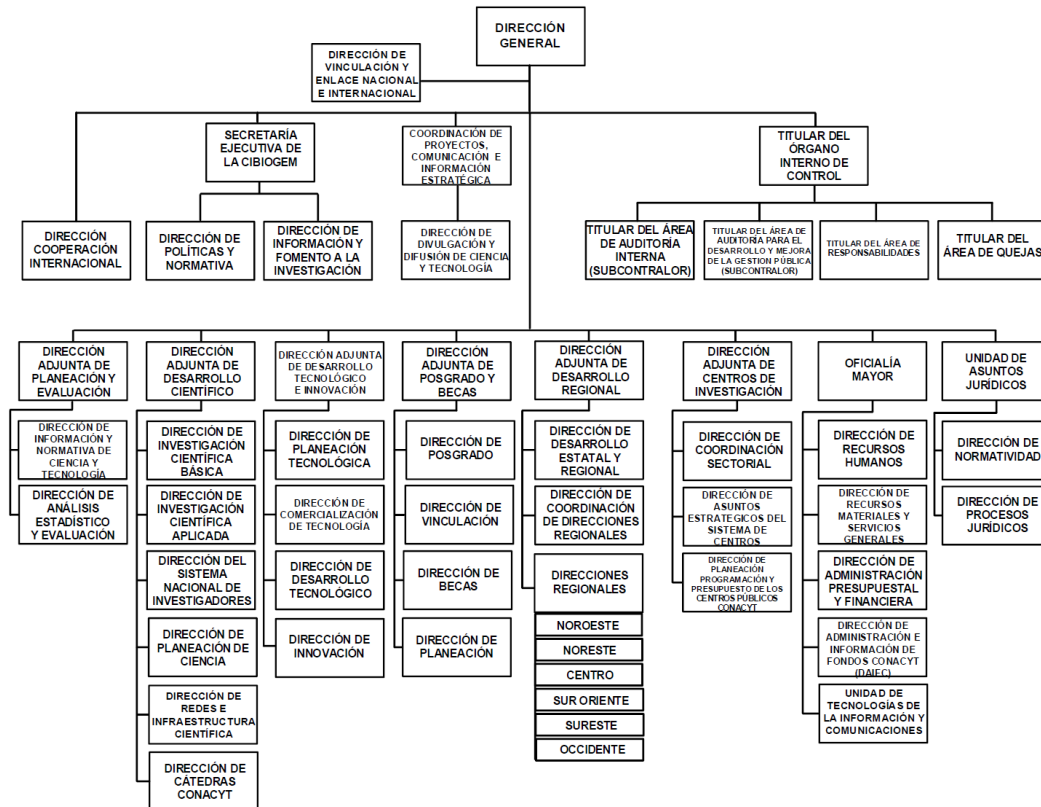 DIRECCIÓN
GENERAL
DIRECCIÓN DE
VINCULACIÓN Y
ENLACE NACIONAL
E INTERNACIONAL
SECRETARÍA
EJECUTIVA DE
LA CIBIOGEM
COORDINACIÓN DE
PROYECTOS,
COMUNICACIÓN E
INFORMACIÓN
ESTRATÉGICA
TITULAR DEL
ÓRGANO
INTERNO DE
CONTROL
DIRECCIÓN
COOPERACIÓN
INTERNACIONAL
DIRECCIÓN DE
POLÍTICAS Y
NORMATIVA
DIRECCIÓN DE
INFORMACIÓN Y
FOMENTO A LA
INVESTIGACIÓN
DIRECCIÓN DE
DIVULGACIÓN Y
DIFUSIÓN DE CIENCIA
Y TECNOLOGÍA
TITULAR DEL ÁREA
DE AUDITORÍA
INTERNA
(SUBCONTRALOR)
TITULAR DEL ÁREA DE
AUDITORÍA PARA EL
DESARROLLO Y MEJORA
DE LA GESTION PÚBLICA
(SUBCONTRALOR)
TITULAR DEL ÁREA DE
RESPONSABILIDADES
TITULAR DEL
ÁREA DE QUEJAS
DIRECCIÓN
ADJUNTA DE
PLANEACIÓN Y
EVALUACIÓN
DIRECCIÓN DE
INFORMACIÓN Y
NORMATIVA DE
CIENCIA Y
TECNOLOGÍA
DIRECCIÓN DE
ANÁLISIS
ESTADÍSTICO
Y EVALUACIÓN
DIRECCIÓN
ADJUNTA DE
DESARROLLO
CIENTÍFICO
DIRECCIÓN DE
INVESTIGACIÓN
CIENTÍFICA
BÁSICA
DIRECCIÓN DE
INVESTIGACIÓN
CIENTÍFICA
APLICADA
DIRECCIÓN DEL
SISTEMA
NACIONAL DE
INVESTIGADORES
DIRECCIÓN DE
PLANEACIÓN DE
CIENCIA
DIRECCIÓN DE
REDES E
INFRAESTRUCTURA
CIENTÍFICA
DIRECCIÓN DE
CÁTEDRAS
CONACYT
DIRECCIÓN ADJUNTA
DE DESARROLLO
TECNOLÓGICO
E INNOVACIÓN
DIRECCIÓN DE
PLANEACIÓN
TECNOLÓGICA
DIRECCIÓN DE
COMERCIALIZACIÓN
DE TECNOLOGÍA
DIRECCIÓN DE
DESARROLLO
TECNOLÓGICO
DIRECCIÓN DE
INNOVACIÓN
DIRECCIÓN
ADJUNTA DE
POSGRADO Y
BECAS
DIRECCIÓN DE
POSGRADO
DIRECCIÓN DE
VINCULACIÓN
DIRECCIÓN DE
BECAS
DIRECCIÓN DE
PLANEACIÓN
DIRECCIÓN
ADJUNTA DE
DESARROLLO
REGIONAL
DIRECCIÓN DE
DESARROLLO
ESTATAL Y
REGIONAL
DIRECCIÓN DE
COORDINACIÓN
DE DIRECCIONES
REGIONALES
DIRECCIONES
REGIONALES
NOROESTE
NORESTE
CENTRO
SUR ORIENTE
SURESTE
OCCIDENTE
DIRECCIÓN
ADJUNTA DE
CENTROS DE
INVESTIGACIÓN
DIRECCIÓN DE
COORDINACIÓN
SECTORIAL
DIRECCIÓN DE
ASUNTOS
ESTRATEGICOS DEL
SISTEMA DE
CENTROS
DIRECCIÓN DE
PLANEACIÓN
PROGRAMACIÓN Y
PRESUPUESTO DE LOS
CENTROS PÚBLICOS
CONACYT
OFICIALÍA
MAYOR
DIRECCIÓN DE
RECURSOS
HUMANOS
DIRECCIÓN DE
RECURSOS
MATERIALES Y
SERVICIOS
GENERALES
DIRECCIÓN DE
ADMINISTRACIÓN
PRESUPUESTAL
Y FINANCIERA
DIRECCIÓN DE
ADMINISTRACIÓN E
INFORMACIÓN DE
FONDOS CONACYT
(DAIFC)
UNIDAD DE
TECNOLOGÍAS DE
LA INFORMACIÓN Y
COMUNICACIONES
UNIDAD DE
ASUNTOS
JURÍDICOS
DIRECCIÓN DE
NORMATIVIDAD
DIRECCIÓN DE
PROCESOS
JURÍDICOS